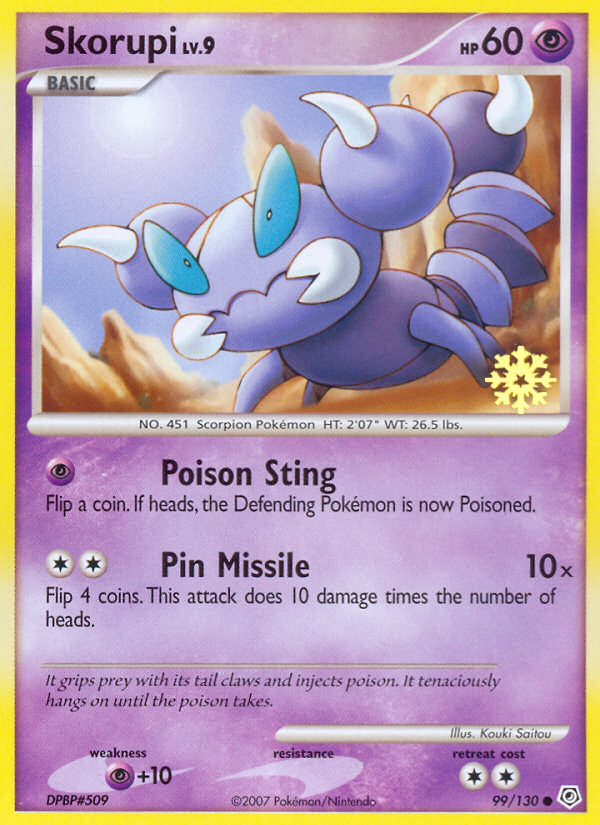 Skorupi LV.9 HP 60
BASIC
NO. 451 Scorpion Pokémon HT: 2'07" WT: 26.5 lbs.
Poison Sting
Flip a coin. If heads, the Defending Pokémon is now Poisoned.
Pin Missile 10x
Flip 4 coins. This attack does 10 damage times the number of
heads.
It grips prey with its tail claws and injects poison. It tenaciously
hangs on until the poison takes.
Illus. Kouki Saitou
weakness resistance retreat cost
+10
DPBP#509 ©2007 Pokémon/Nintendo 99/130